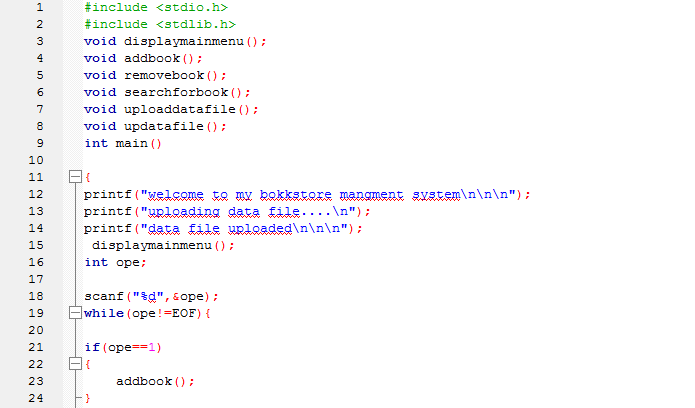 1 #include <stdio.h>
2 #include <stdlib.h>
3 void displaymainmenu();
4 void addbook();
5 void removebook();
6 void searchforbook();
7 void uploaddatafile();
8 void updatafile();
9 int main()
10
11 {
12 printf("welcome to my bokkstore mangment system\n\n\n");
13 printf("uploading data file....\n");
14 printf("data file uploaded\n\n\n");
15 displaymainmenu();
16 int ope;
17
18 scanf("%d",&ope);
19 while(ope!=EOF){
20
21 if(ope==1)
22 {
23 addbook();
24 }